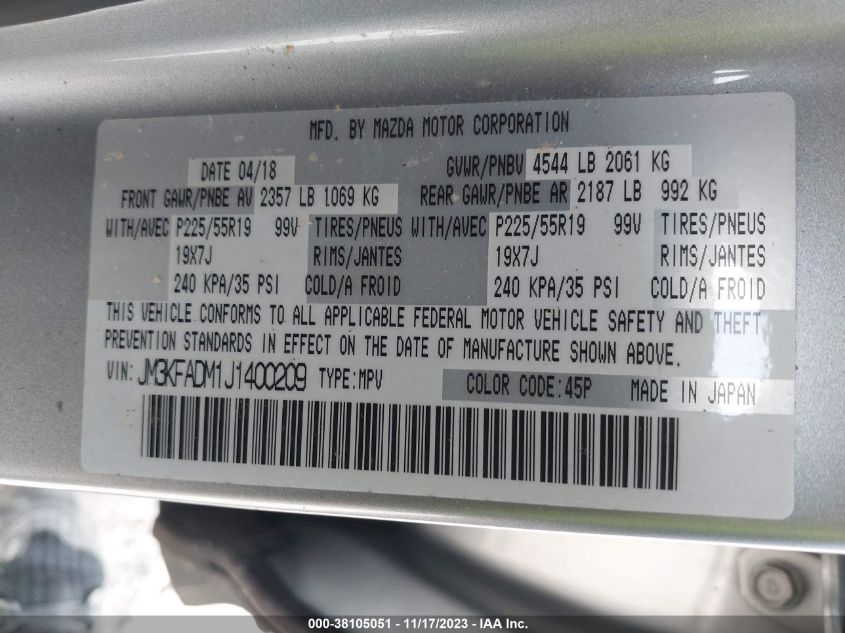 MFD. BY MAZDA MOTOR CORPORATION
DATE 04/18 GVWR/PNBV 4544 LB 2061 KG
FRONT GAWR/PNBE AV 2357 LB 1069 KG REAR GAWR/PNBE AR 2187 LB 992 KG
WITH/AVEC P225/55R19 99V TIRES/PNEUS WITH/AVEC P225/55R19 99V TIRES/PNEUS
19X7J RIMS/JANTES 19X7J RIMS/JANTES
240 KPA/35 PSI COLD/A FROID 240 KPA/35 PSI COLD/A FROID
THIS VEHICLE CONFORMS TO ALL APPLICABLE FEDERAL MOTOR VEHICLE SAFETY AND THEFT
PREVENTION STANDARDS IN EFFECT ON THE DATE OF MANUFACTURE SHOWN ABOVE.
VIN: JM3KFADM1J1400209 TYPE:MPV COLOR CODE:45P MADE IN JAPAN
000-38105051 - 11/17/2023 - IAA Inc.